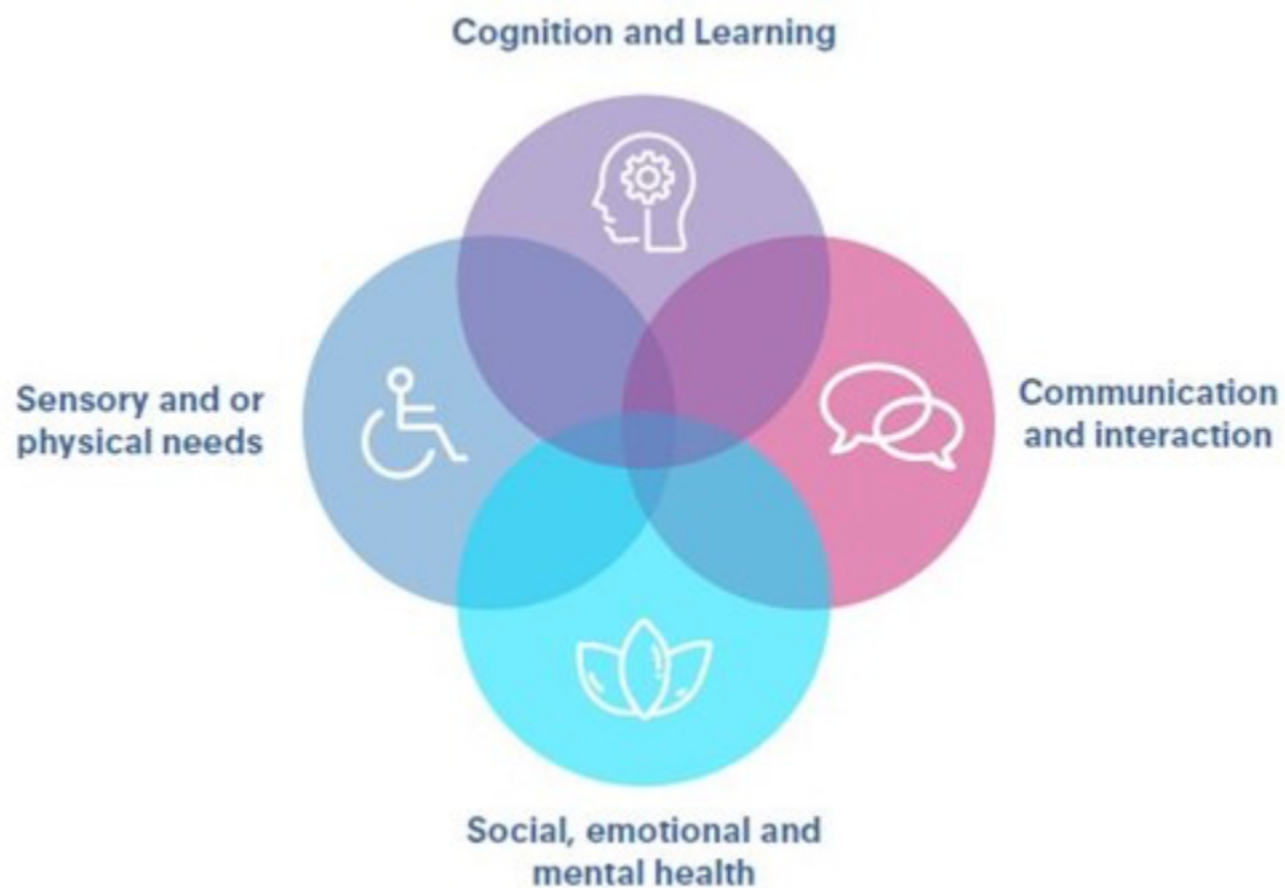 Cognition and Learning
Sensory and or
physical needs
Communication
and interaction
Social, emotional and
mental health